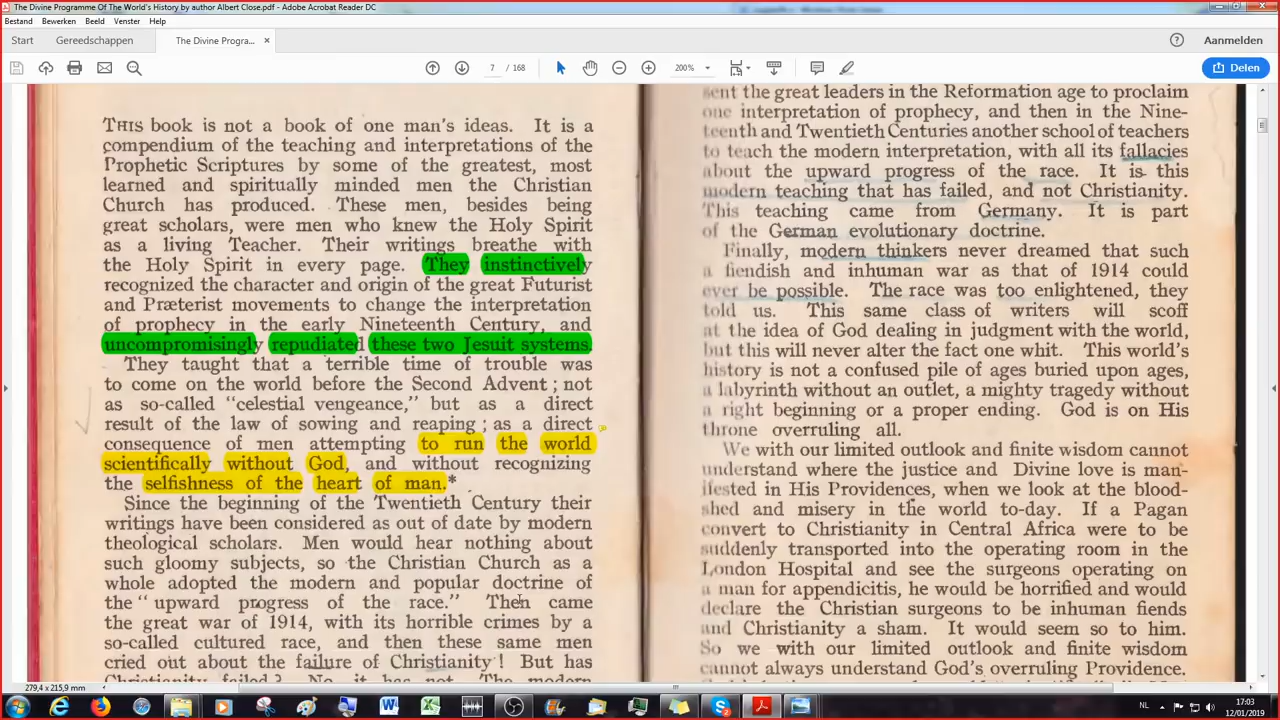 The Divine Programme Of The World's History by author Albert Close.pdf - Adobe Acrobat Reader DC
Bestand Bewerken Beeld Venster Help
Start Gereedschappen The Divine Progra... × Aanmelden
7 / 168 200% Delen
THIS book is not a book of one man's ideas. It is a
compendium of the teaching and interpretations of the
Prophetic Scriptures by some of the greatest, most
learned and spiritually minded men the Christian
Church has produced. These men, besides being
great scholars, were men who knew the Holy Spirit
as a living Teacher. Their writings breathe with
the Holy Spirit in every page. They instinctively
recognized the character and origin of the great Futurist
and Præterist movements to change the interpretation
of prophecy in the early Nineteenth Century, and
uncompromisingly repudiated these two Jesuit systems.
They taught that a terrible time of trouble was
to come on the world before the Second Advent ; not
as so-called "celestial vengeance," but as a direct
result of the law of sowing and reaping ; as a direct
consequence of men attempting to run the world
scientifically without God, and without recognizing
the selfishness of the heart of man.*
Since the beginning of the Twentieth Century their
writings have been considered as out of date by modern
theological scholars. Men would hear nothing about
such gloomy subjects, so the Christian Church as a
whole adopted the modern and popular doctrine of
the " upward progress of the race." Then came
the great war of 1914, with its horrible crimes by a
so-called cultured race, and then these same men
cried out about the failure of Christianity ! But has
Christianity failed ? No, it has not. The modern
sent the great leaders in the Reformation age to proclaim
one interpretation of prophecy, and then in the Nine-
teenth and Twentieth Centuries another school of teachers
to teach the modern interpretation, with all its fallacies
about the upward progress of the race. It is this
modern teaching that has failed, and not Christianity.
This teaching came from Germany. It is part
of the German evolutionary doctrine.
Finally, modern thinkers never dreamed that such
a fiendish and inhuman war as that of 1914 could
ever be possible. The race was too enlightened, they
told us. This same class of writers will scoff
at the idea of God dealing in judgment with the world,
but this will never alter the fact one whit. This world's
history is not a confused pile of ages buried upon ages,
a labyrinth without an outlet, a mighty tragedy without
a right beginning or a proper ending. God is on His
throne overruling all.
We with our limited outlook and finite wisdom cannot
understand where the justice and Divine love is man-
ifested in His Providences, when we look at the blood-
shed and misery in the world to-day. If a Pagan
convert to Christianity in Central Africa were to be
suddenly transported into the operating room in the
London Hospital and see the surgeons operating on
a man for appendicitis, he would be horrified and would
declare the Christian surgeons to be inhuman fiends
and Christianity a sham. It would seem so to him.
So we with our limited outlook and finite wisdom
cannot always understand God's overruling Providence.
279,4 x 215,9 mm
NL 17:03
12/01/2019